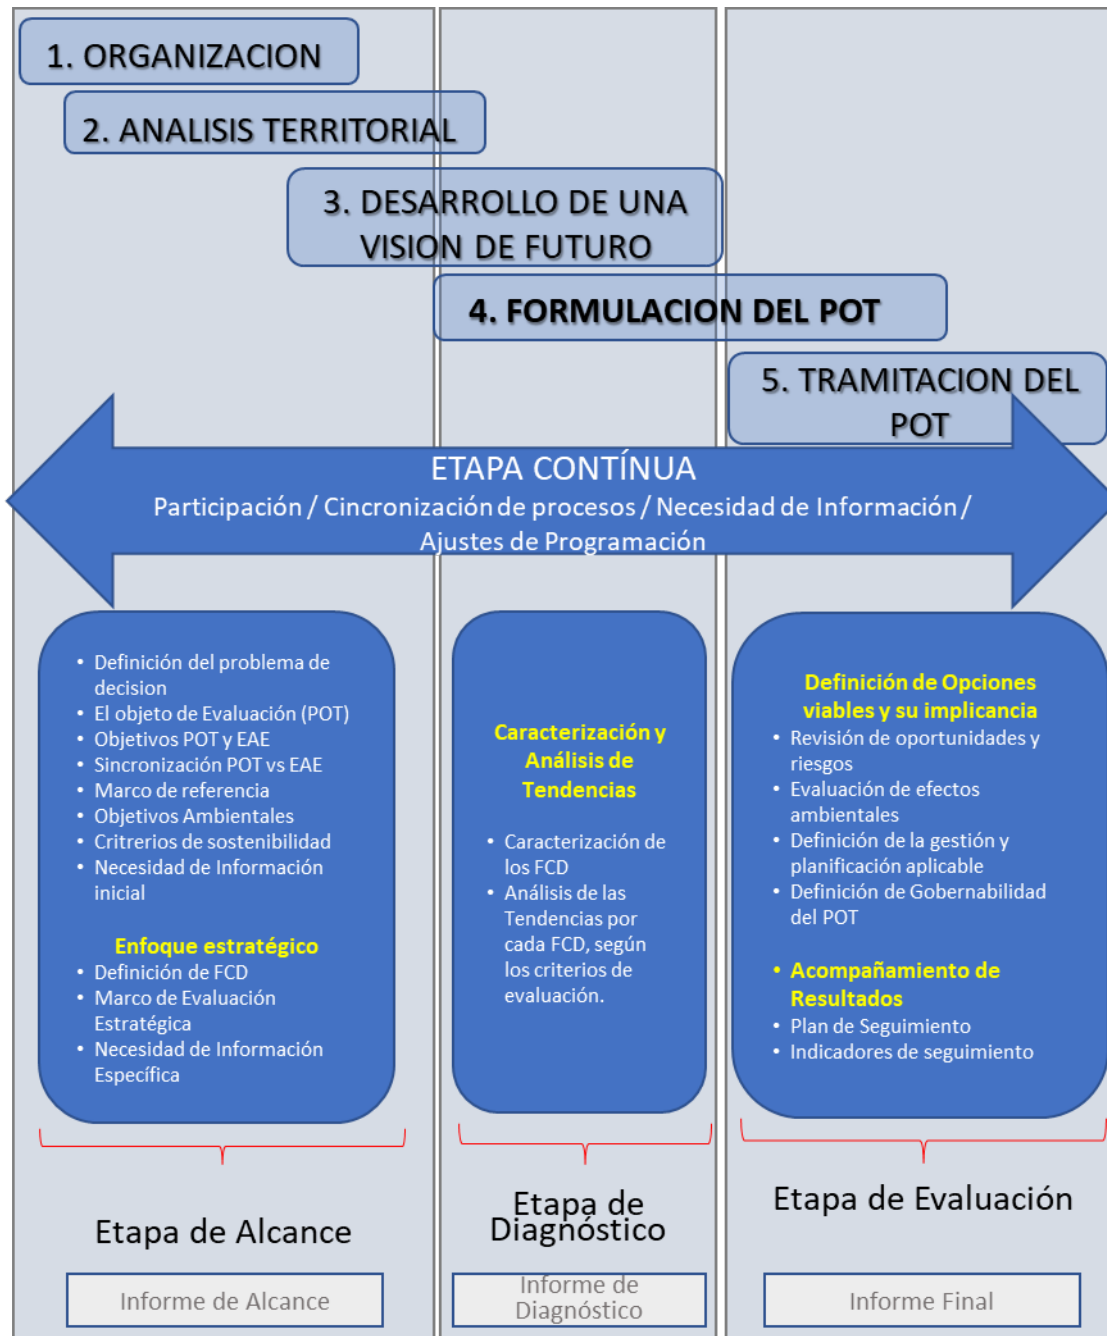 1. ORGANIZACION
2. ANALISIS TERRITORIAL
3. DESARROLLO DE UNA
VISION DE FUTURO
4. FORMULACION DEL POT
5. TRAMITACION DEL
POT
ETAPA CONTÍNUA
Participación / Cincronización de procesos / Necesidad de Información /
Ajustes de Programación
• Definición del problema de
decision
• El objeto de Evaluación (POT)
• Objetivos POT y EAE
• Sincronización POT vs EAE
• Marco de referencia
• Objetivos Ambientales
• Critrerios de sostenibilidad
• Necesidad de Información
inicial
Enfoque estratégico
• Definición de FCD
• Marco de Evaluación
Estratégica
• Necesidad de Información
Específica
Caracterización y
Análisis de
Tendencias
• Caracterización de
los FCD
• Análisis de las
Tendencias por
cada FCD, según
los criterios de
evaluación.
Definición de Opciones
viables y su implicancia
• Revisión de oportunidades y
riesgos
• Evaluación de efectos
ambientales
• Definición de la gestión y
planificación aplicable
• Definición de Gobernabilidad
del POT
• Acompañamiento de
Resultados
• Plan de Seguimiento
• Indicadores de seguimiento
Etapa de Alcance
Etapa de
Diagnóstico
Etapa de Evaluación
Informe de Alcance
Informe de
Diagnóstico
Informe Final